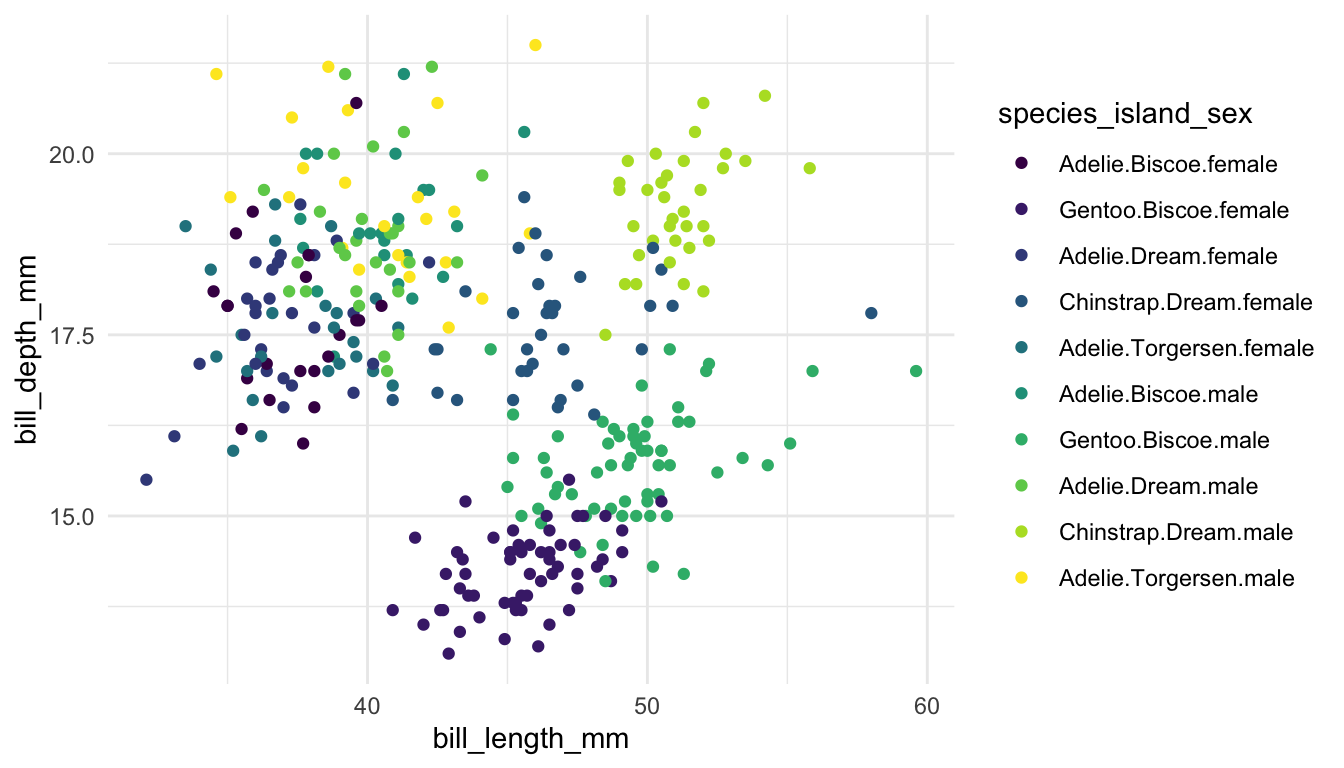 bill_depth_mm
20.0
17.5
15.0
40
50
60
bill_length_mm
species_island_sex
Adelie.Biscoe.female
Gentoo.Biscoe.female
Adelie.Dream.female
Chinstrap.Dream.female
Adelie.Torgersen.female
Adelie.Biscoe.male
Gentoo.Biscoe.male
Adelie.Dream.male
Chinstrap.Dream.male
Adelie.Torgersen.male